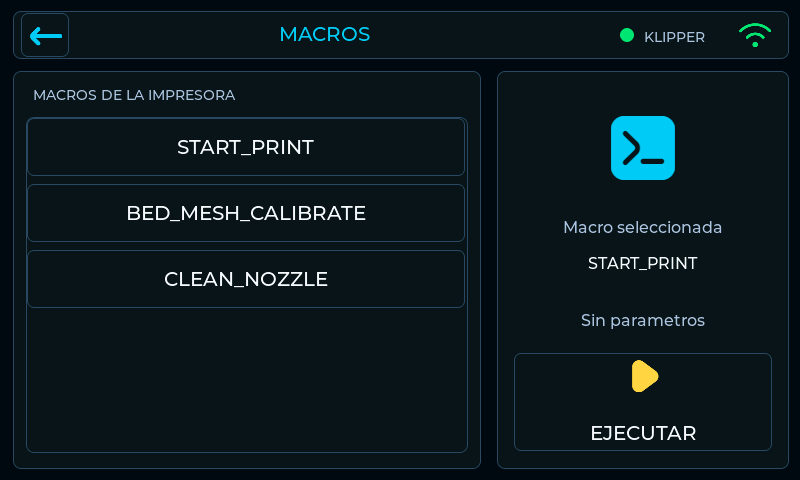 MACROS
KLIPPER
MACROS DE LA IMPRESORA
START_PRINT
BED_MESH_CALIBRATE
CLEAN_NOZZLE
Macro seleccionada
START_PRINT
Sin parametros
EJECUTAR